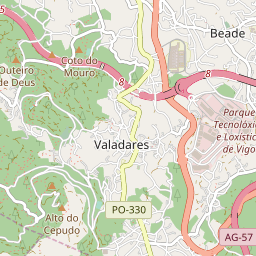 Beade
Coto do
Mouro
8
8
Outeiro
de Deus
Parque
Tecnolóxico
e Loxístico
de Vigo
Valadares
PO-330
Alto do
Cepudo
AG-57